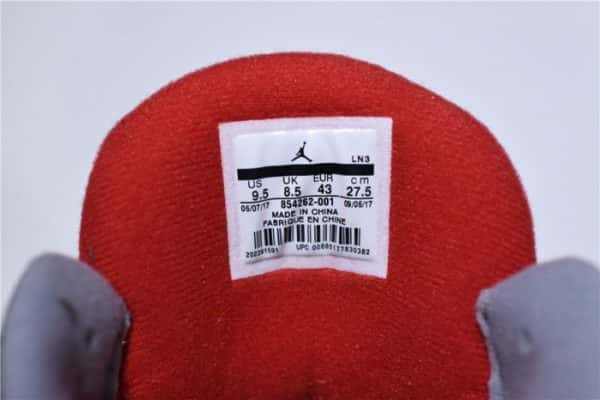 LN3
US UK EUR cm
9.5 8.5 43 27.5
06/07/17 854262-001 09/06/17
MADE IN CHINA
FABRIQUE EN CHINE
UPC